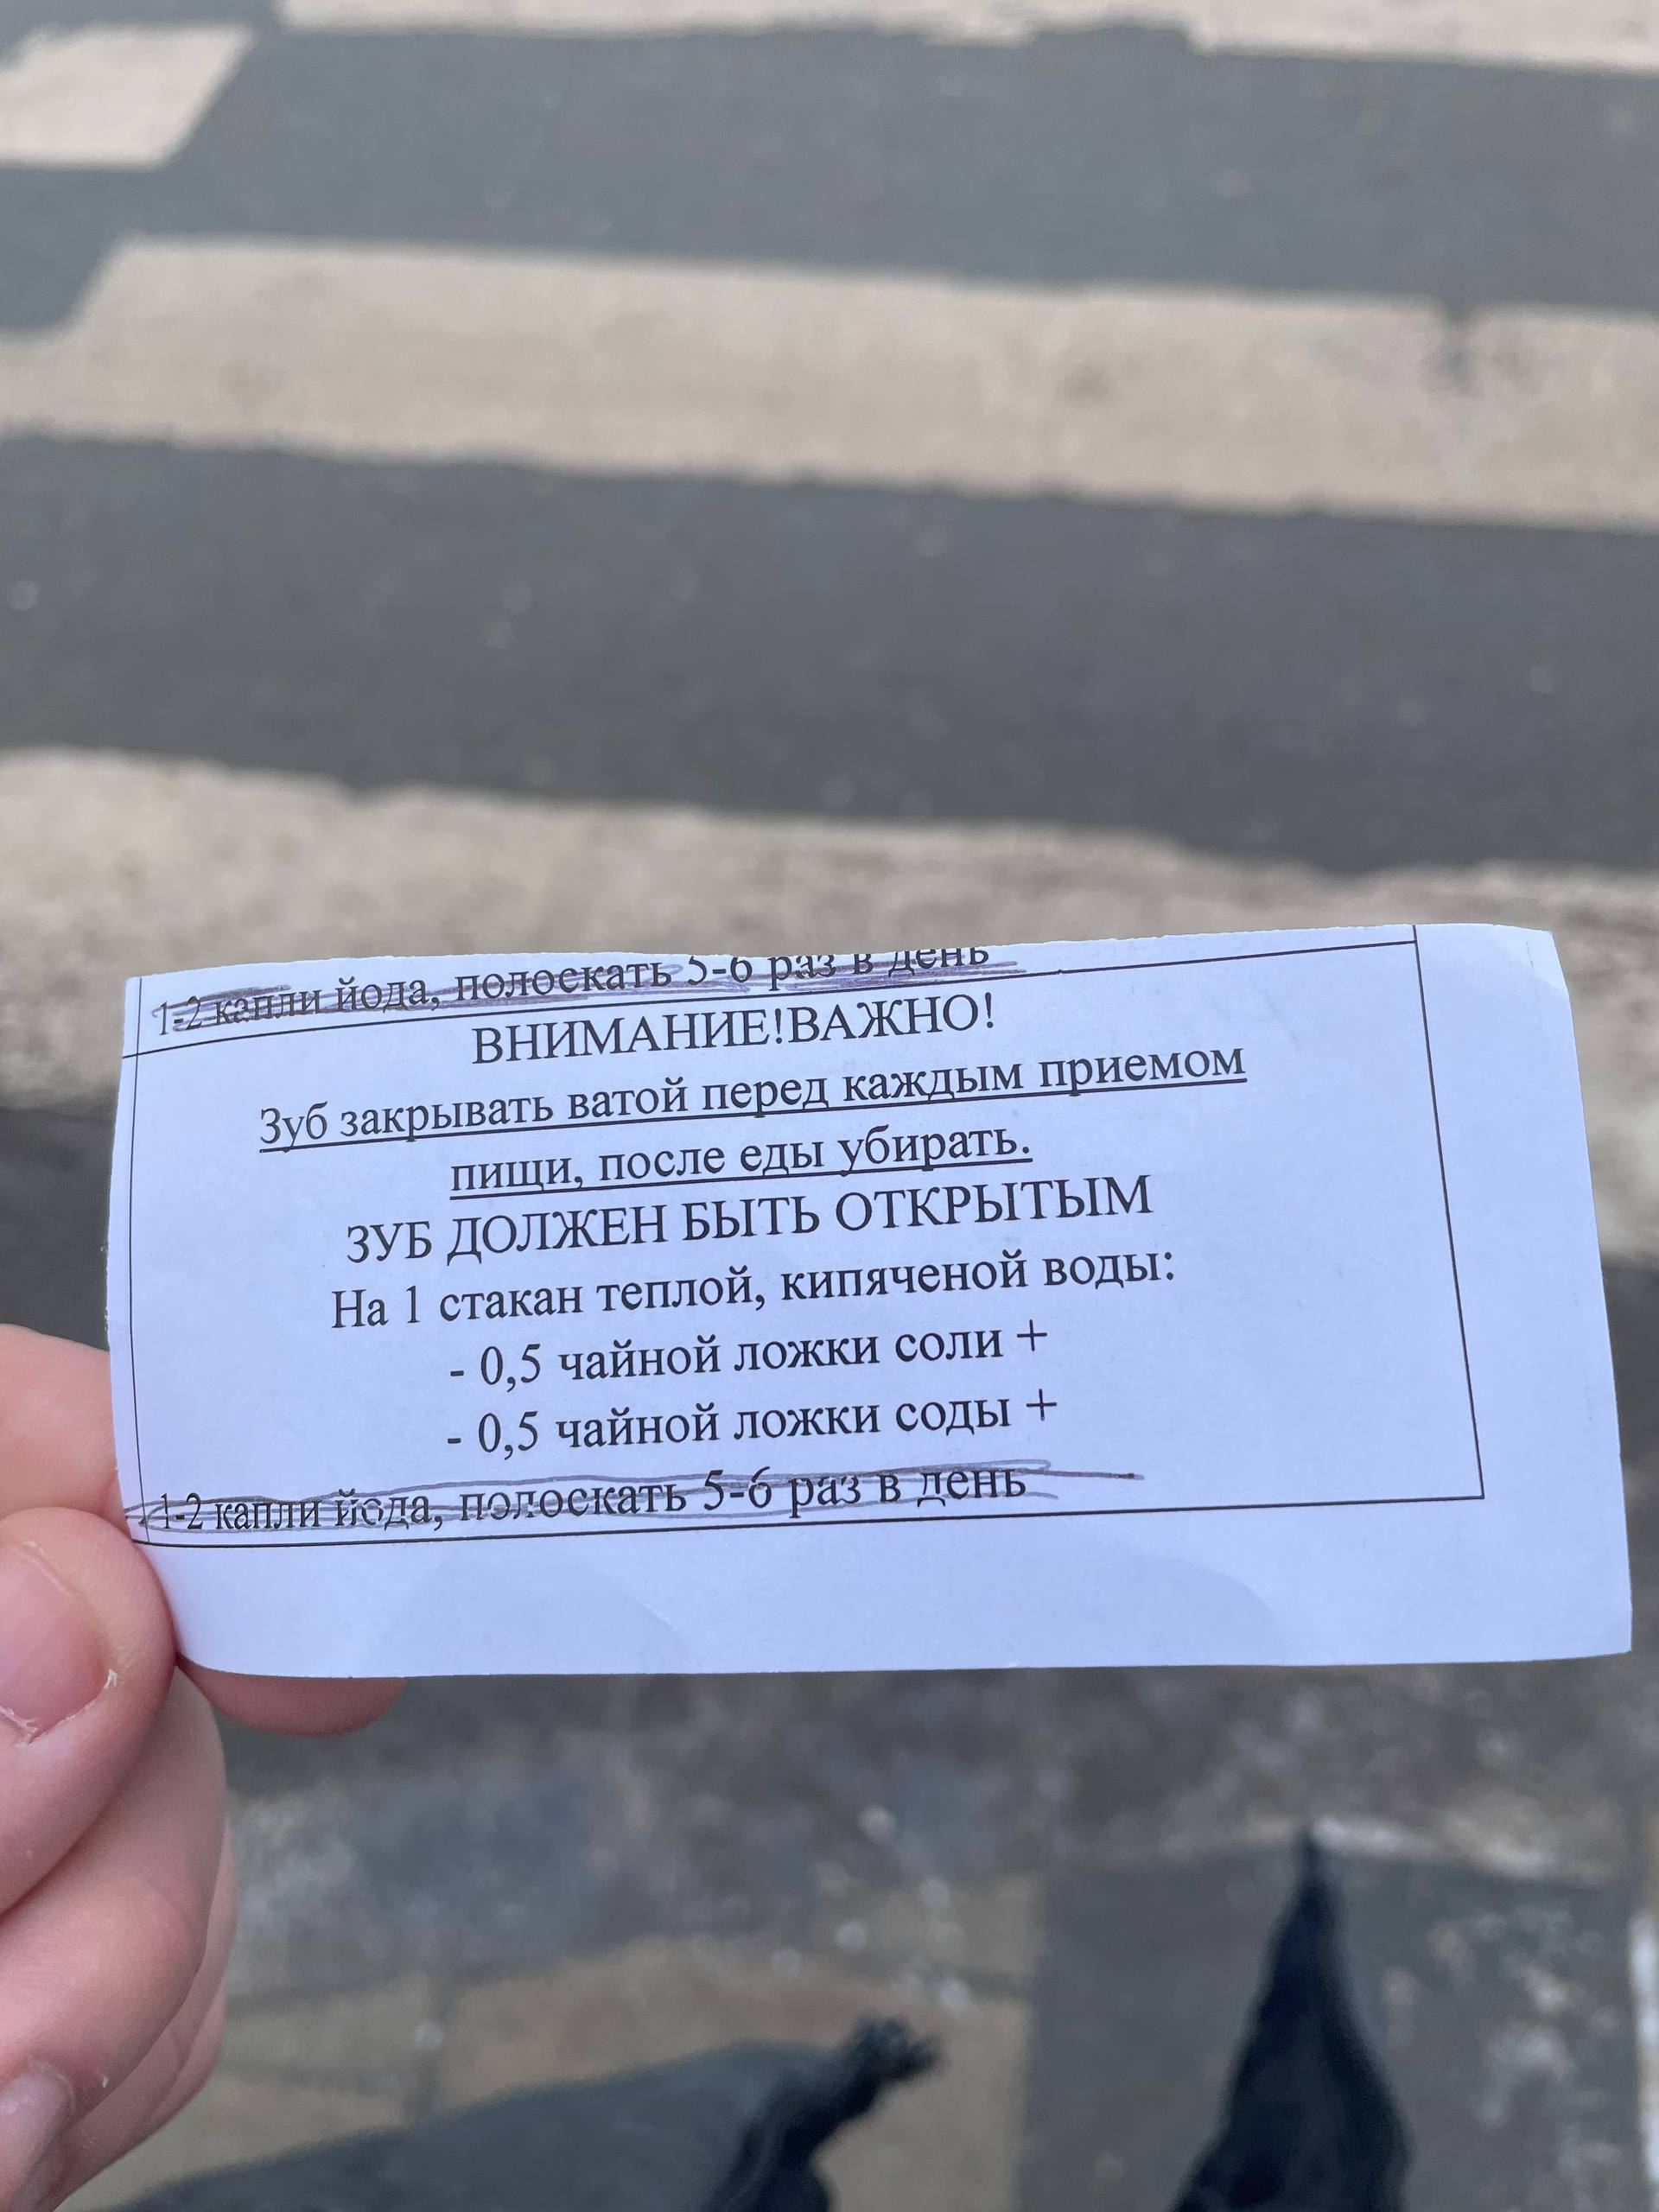 1-2 капли йода, полоскать 5-6 раз в день
ВНИМАНИЕ!ВАЖНО!
Зуб закрывать ватой перед каждым приемом
пищи, после еды убирать.
ЗУБ ДОЛЖЕН БЫТЬ ОТКРЫТЫМ
На 1 стакан теплой, кипяченой воды:
- 0,5 чайной ложки соли +
- 0,5 чайной ложки соды +
1-2 капли йода, полоскать 5-6 раз в день